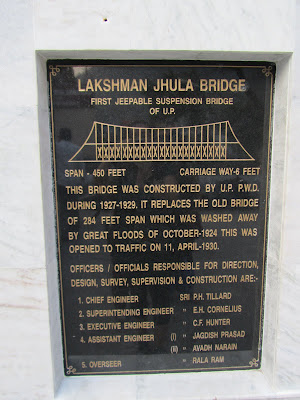 LAKSHMAN JHULA BRIDGE
FIRST JEEPABLE SUSPENSION BRIDGE
OF U.P.
SPAN - 450 FEET CARRIAGE WAY-6 FEET
THIS BRIDGE WAS CONSTRUCTED BY U.P. P.W.D.
DURING 1927-1929. IT REPLACES THE OLD BRIDGE
OF 284 FEET SPAN WHICH WAS WASHED AWAY
BY GREAT FLOODS OF OCTOBER-1924 THIS WAS
OPENED TO TRAFFIC ON 11, APRIL-1930.
OFFICERS / OFFICIALS RESPONSIBLE FOR DIRECTION,
DESIGN, SURVEY, SUPERVISION & CONSTRUCTION ARE:-
1. CHIEF ENGINEER SRI P.H. TILLARD
2. SUPERINTENDING ENGINEER " E.H. CORNELIUS
3. EXECUTIVE ENGINEER " C.F. HUNTER
4. ASSISTANT ENGINEER (i) " JAGDISH PRASAD
(ii) " AVADH NARAIN
5. OVERSEER " RALA RAM